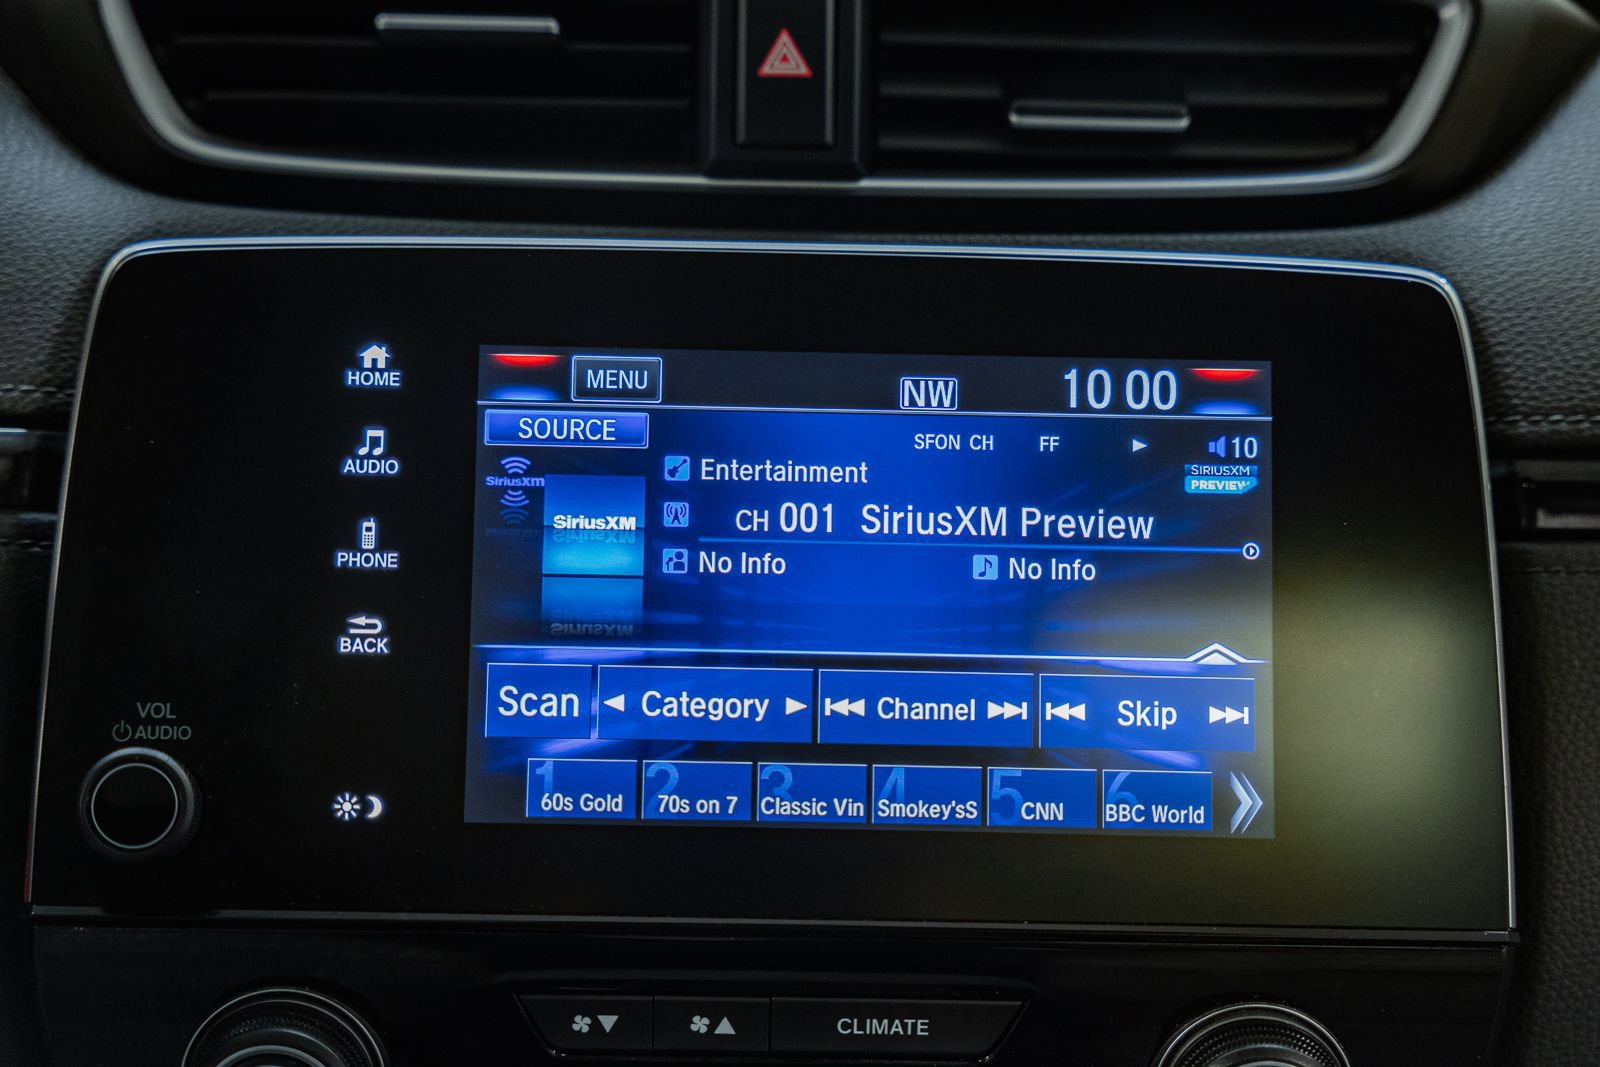 HOME
AUDIO
PHONE
BACK
VOL
AUDIO
MENU
NW
10 00
SOURCE
SFON CH FF
10
SiriusXM
SIRIUSXM
PREVIEW
Entertainment
SiriusXM
CH 001 SiriusXM Preview
No Info
No Info
Scan
Category
Channel
Skip
1 60s Gold
2 70s on 7
3 Classic Vin
4 Smokey'sS
5 CNN
6 BBC World
CLIMATE